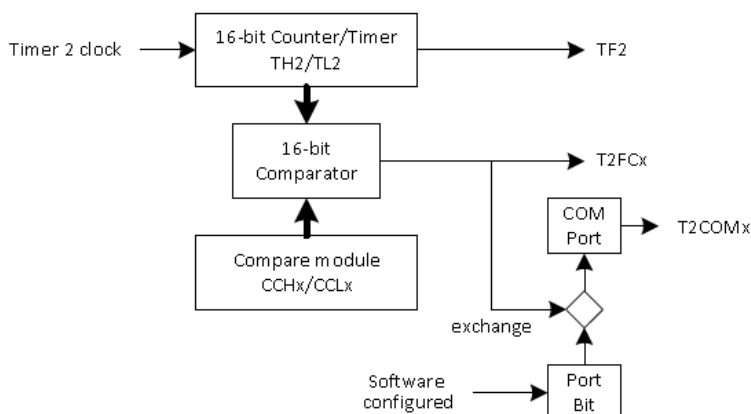 Timer 2 clock
16-bit Counter/Timer
TH2/TL2
TF2
16-bit
Comparator
T2FCx
COM
Port
T2COMx
Compare module
CCHx/CCLx
exchange
Software
configured
Port
Bit